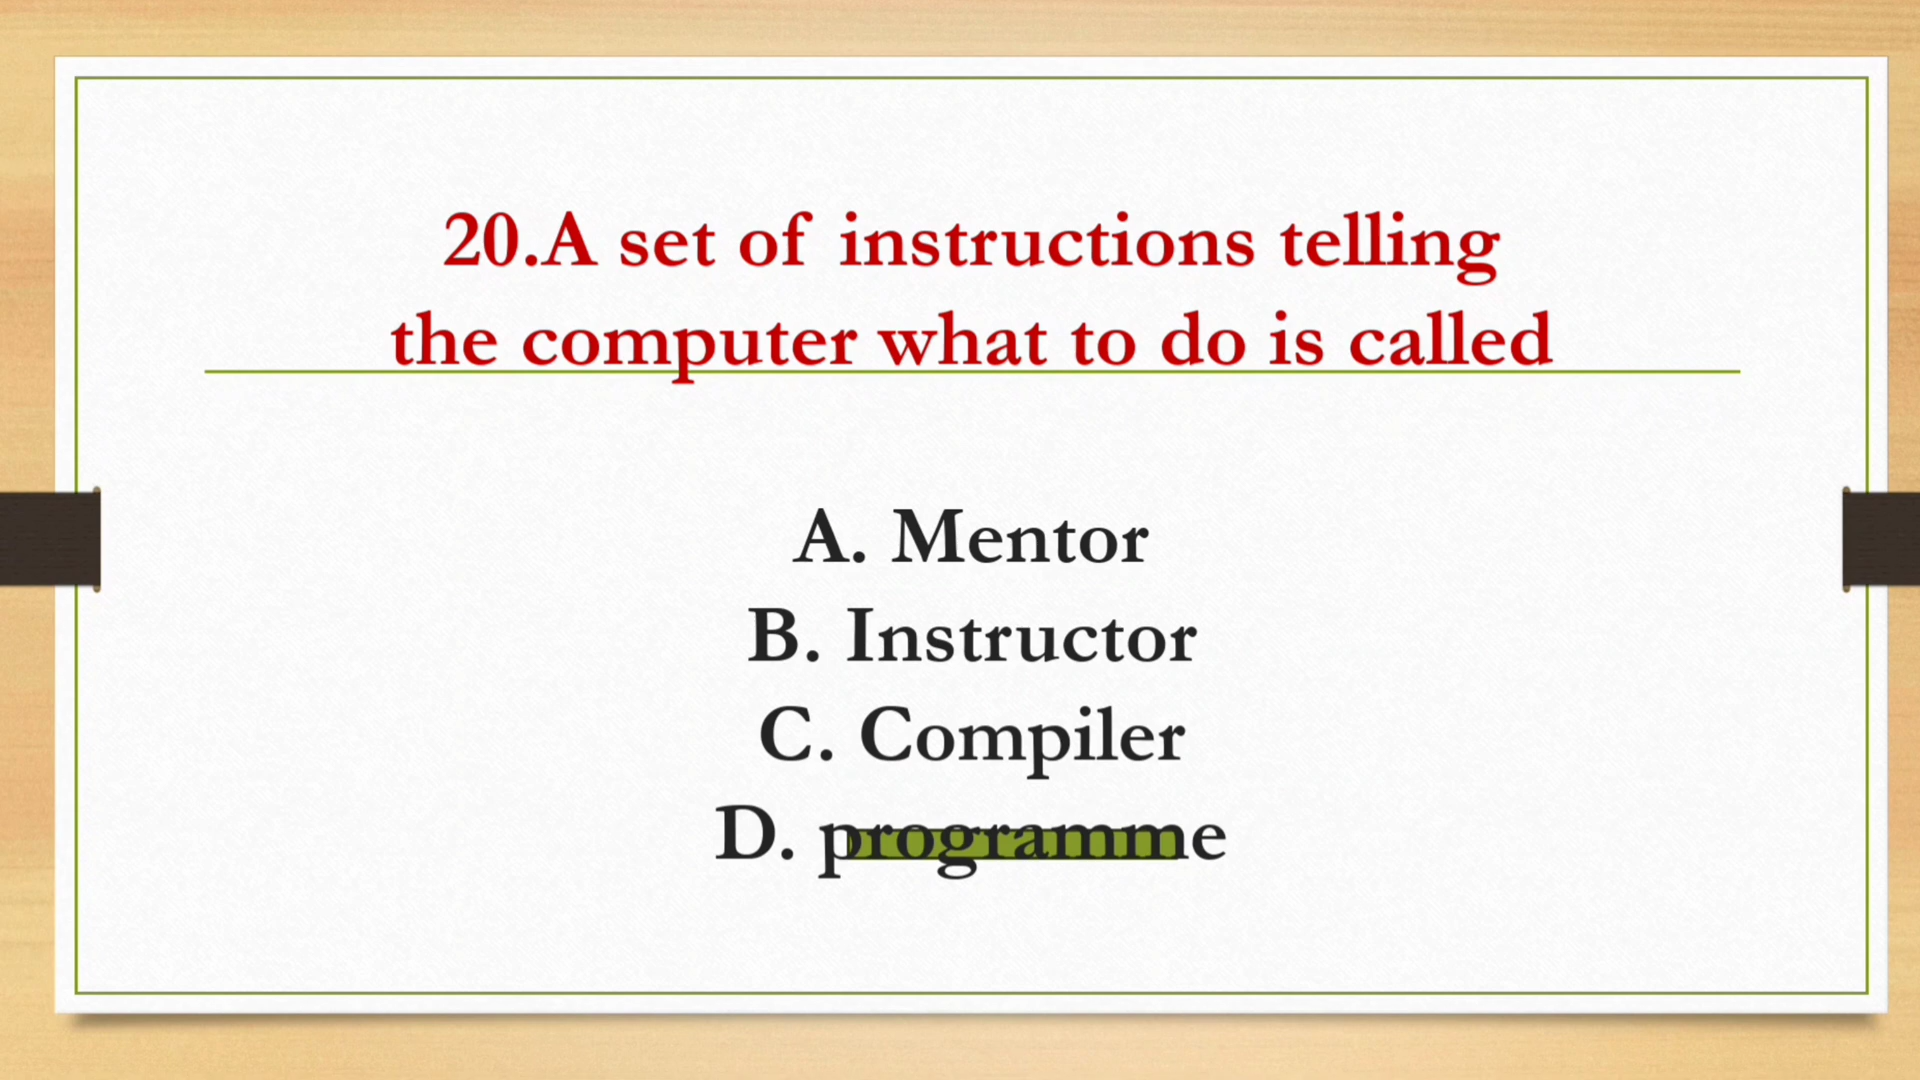 20.A set of instructions telling
the computer what to do is called
A. Mentor
B. Instructor
C. Compiler
D. programme